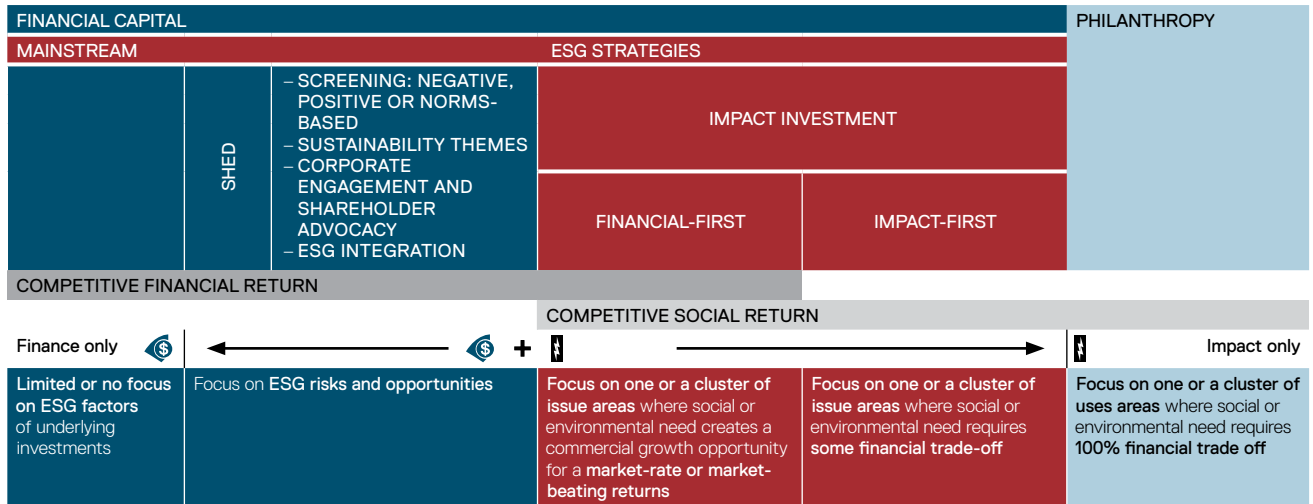 FINANCIAL CAPITAL
PHILANTHROPY
MAINSTREAM
ESG STRATEGIES
SHED
– SCREENING: NEGATIVE,
POSITIVE OR NORMS-
BASED
– SUSTAINABILITY THEMES
– CORPORATE
ENGAGEMENT AND
SHAREHOLDER
ADVOCACY
– ESG INTEGRATION
IMPACT INVESTMENT
FINANCIAL-FIRST
IMPACT-FIRST
COMPETITIVE FINANCIAL RETURN
COMPETITIVE SOCIAL RETURN
Finance only
$
$ +
Impact only
Limited or no focus
on ESG factors
of underlying
investments
Focus on ESG risks and opportunities
Focus on one or a cluster of
issue areas where social or
environmental need creates a
commercial growth opportunity
for a market-rate or market-
beating returns
Focus on one or a cluster of
issue areas where social or
environmental need requires
some financial trade-off
Focus on one or a cluster of
uses areas where social or
environmental need requires
100% financial trade off